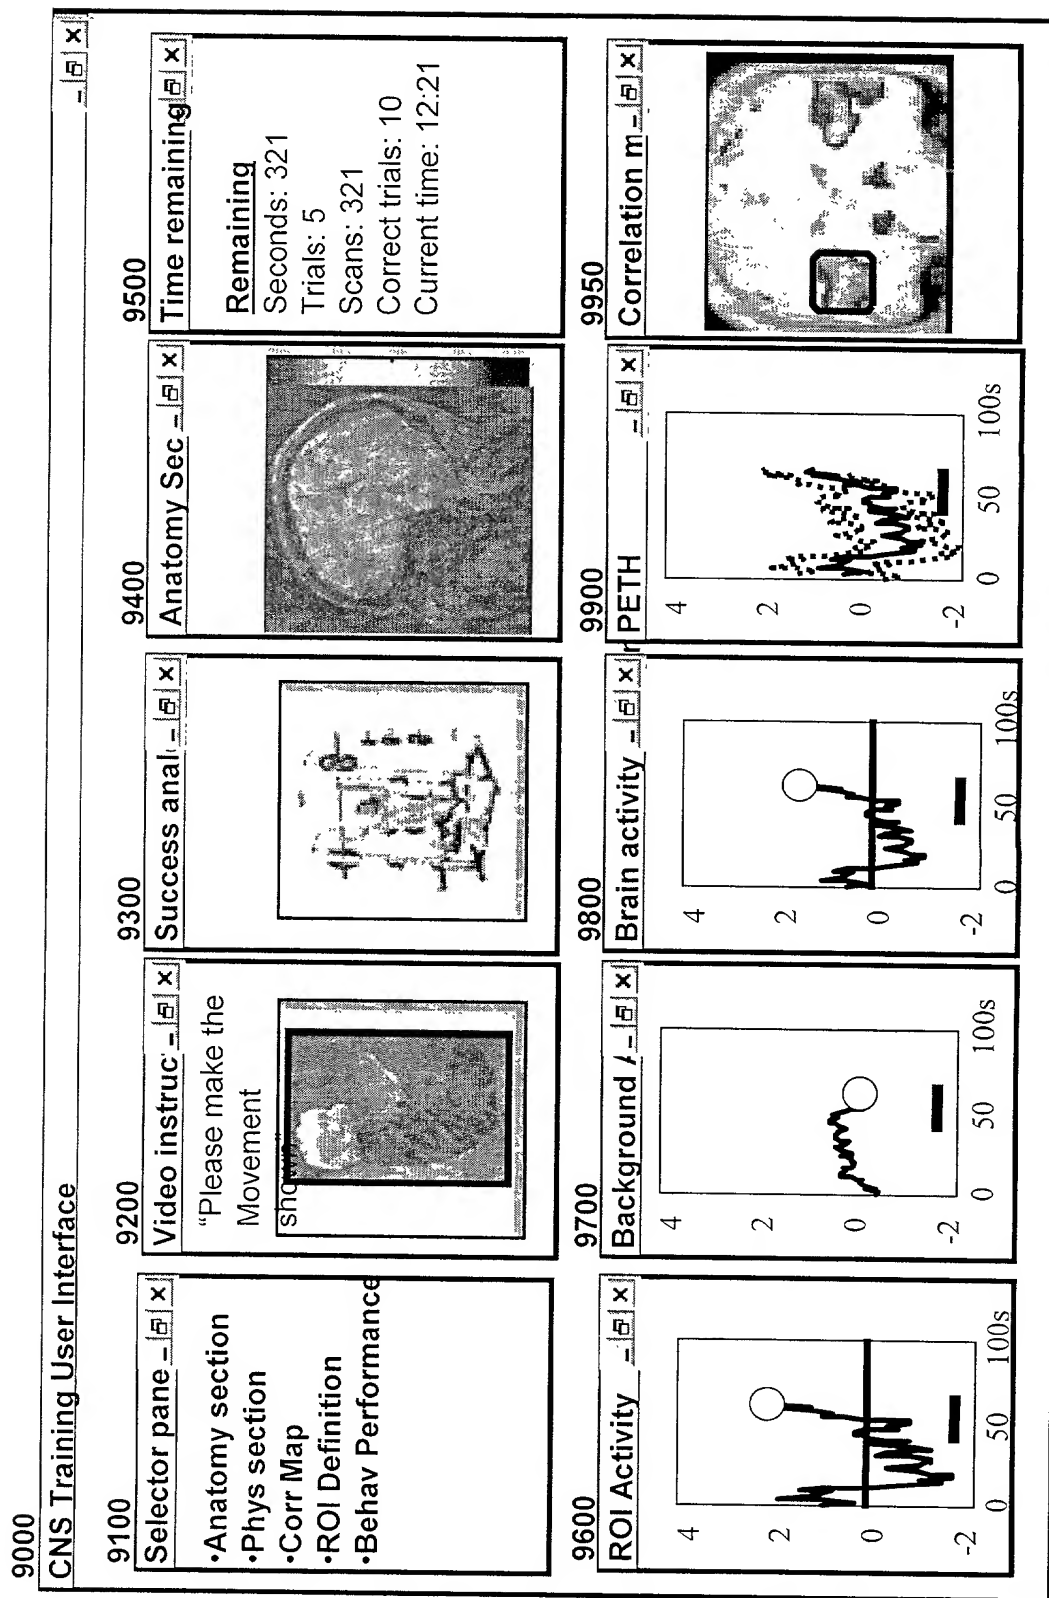 9000
CNS Training User Interface
9100
Selector pane
•Anatomy section
•Phys section
•Corr Map
•ROI Definition
•Behav Performance
9200
Video instruc
“Please make the
Movement
shown”
9300
Success anal
9400
Anatomy Sec
9500
Time remaining
Remaining
Seconds: 321
Trials: 5
Scans: 321
Correct trials: 10
Current time: 12:21
9600
ROI Activity
4
2
0
-2
0 50 100s
9700
Background A
4
2
0
-2
0 50 100s
9800
Brain activity
4
2
0
-2
0 50 100s
9900
PETH
4
2
0
-2
0 50 100s
9950
Correlation m